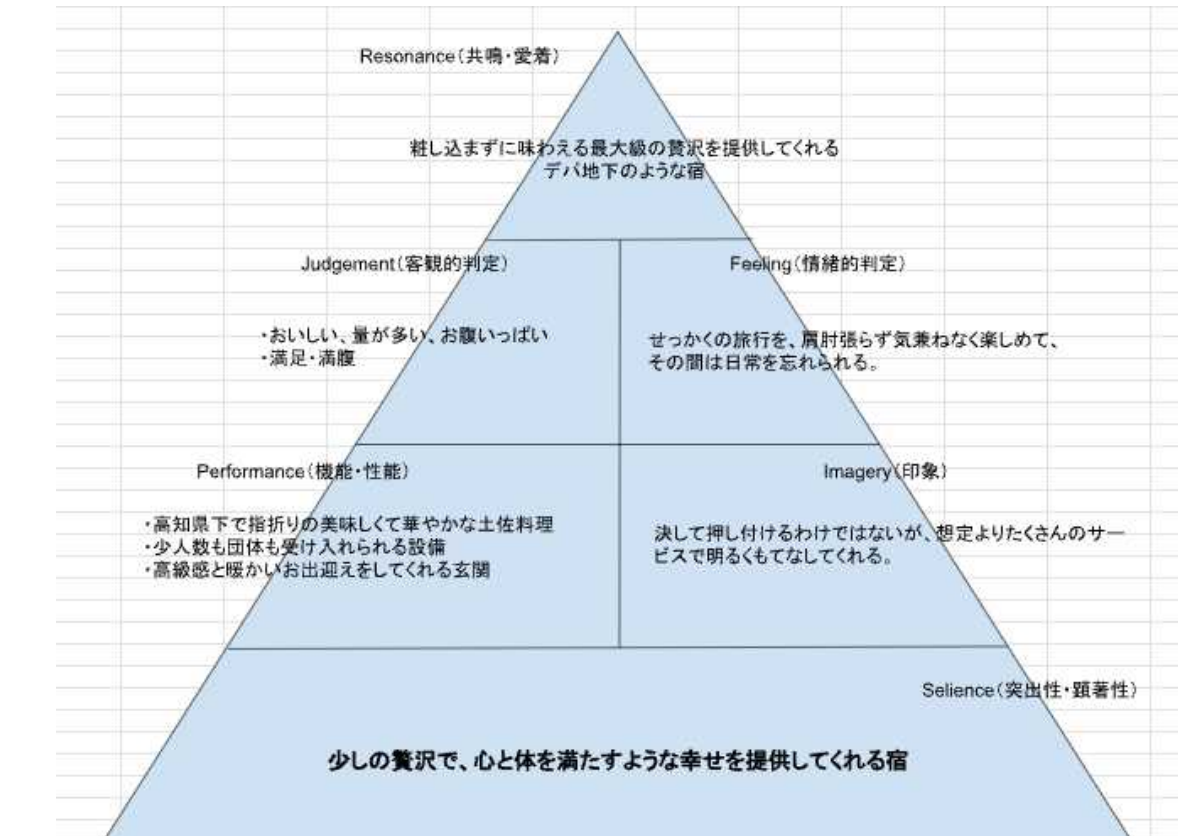 Resonance（共鳴・愛着）
粧し込まずに味わえる最大級の贅沢を提供してくれる
デパ地下のような宿
Judgement（客観的判定）
・おいしい、量が多い、お腹いっぱい
・満足・満腹
Feeling（情緒的判定）
せっかくの旅行を、肩肘張らず気兼ねなく楽しめて、
その間は日常を忘れられる。
Performance（機能・性能）
・高知県下で指折りの美味しくて華やかな土佐料理
・少人数も団体も受け入れられる設備
・高級感と暖かいお出迎えをしてくれる玄関
Imagery（印象）
決して押し付けるわけではないが、想定よりたくさんのサー
ビスで明るくもてなしてくれる。
Selience（突出性・顕著性）
少しの贅沢で、心と体を満たすような幸せを提供してくれる宿